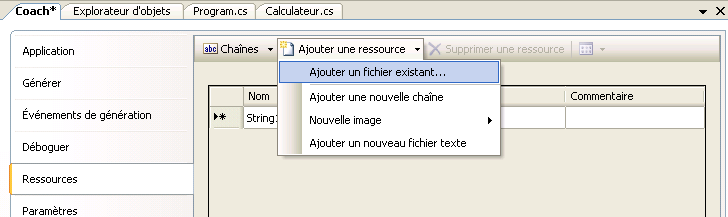 Coach* Explorateur d'objets Program.cs Calculateur.cs
Application
Générer
Événements de génération
Déboguer
Ressources
Paramètres
abc Chaînes Ajouter une ressource Supprimer une ressource
Ajouter un fichier existant...
Ajouter une nouvelle chaîne
Nouvelle image
Ajouter un nouveau fichier texte
Nom Commentaire
String1